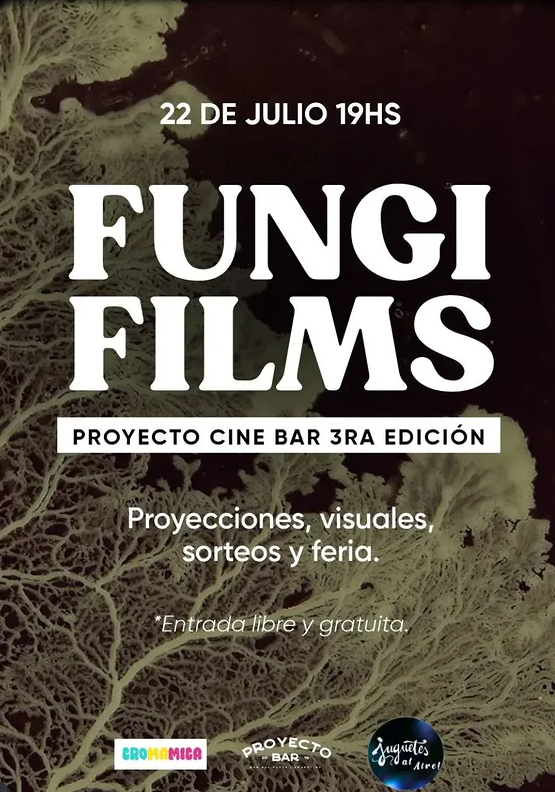 22 DE JULIO 19HS
FUNGI
FILMS
PROYECTO CINE BAR 3RA EDICIÓN
Proyecciones, visuales,
sorteos y feria.
*Entrada libre y gratuita.
CROMAMICA
PROYECTO
BAR
juguetes
al Aire!